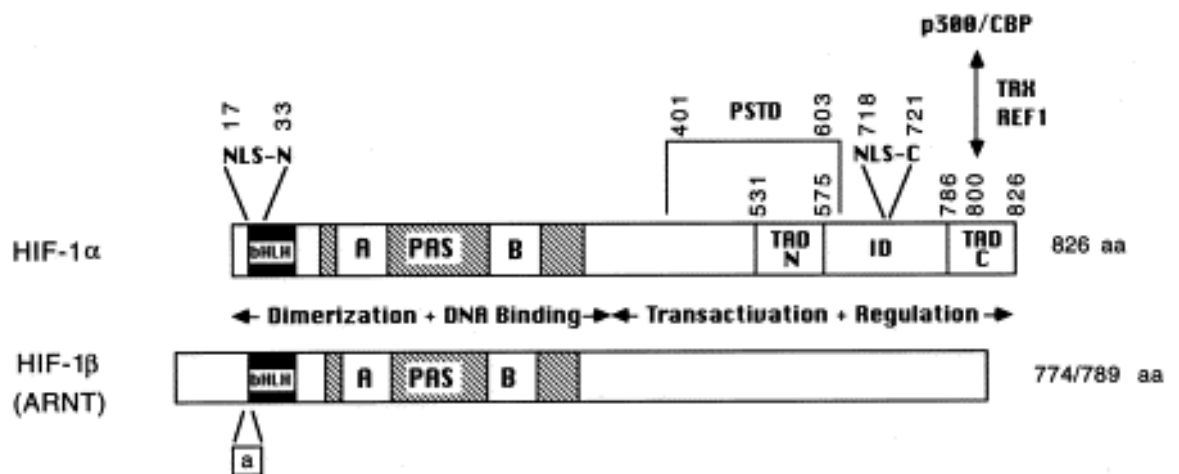 p300/CBP
TRX
REF1
17 33 401 PSTD 603 718 721
NLS-N NLS-C
531 575 786 800 826
HIF-1α bHLH A PAS B TAD N ID TAD C 826 aa
Dimerization + DNA Binding Transactivation + Regulation
HIF-1β (ARNT) bHLH A PAS B 774/789 aa
a